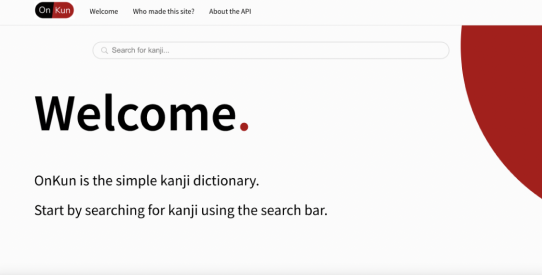 On Kun Welcome Who made this site? About the API
Search for kanji...
Welcome.
OnKun is the simple kanji dictionary.
Start by searching for kanji using the search bar.